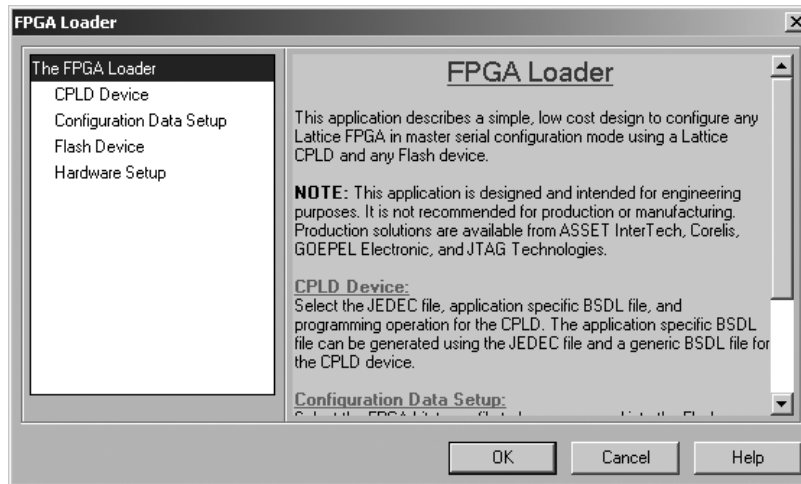 FPGA Loader
The FPGA Loader
CPLD Device
Configuration Data Setup
Flash Device
Hardware Setup
FPGA Loader
This application describes a simple, low cost design to configure any
Lattice FPGA in master serial configuration mode using a Lattice
CPLD and any Flash device.
NOTE: This application is designed and intended for engineering
purposes. It is not recommended for production or manufacturing.
Production solutions are available from ASSET InterTech, Corelis,
GOEPEL Electronic, and JTAG Technologies.
CPLD Device:
Select the JEDEC file, application specific BSDL file, and
programming operation for the CPLD. The application specific BSDL
file can be generated using the JEDEC file and a generic BSDL file for
the CPLD device.
Configuration Data Setup:
OK
Cancel
Help